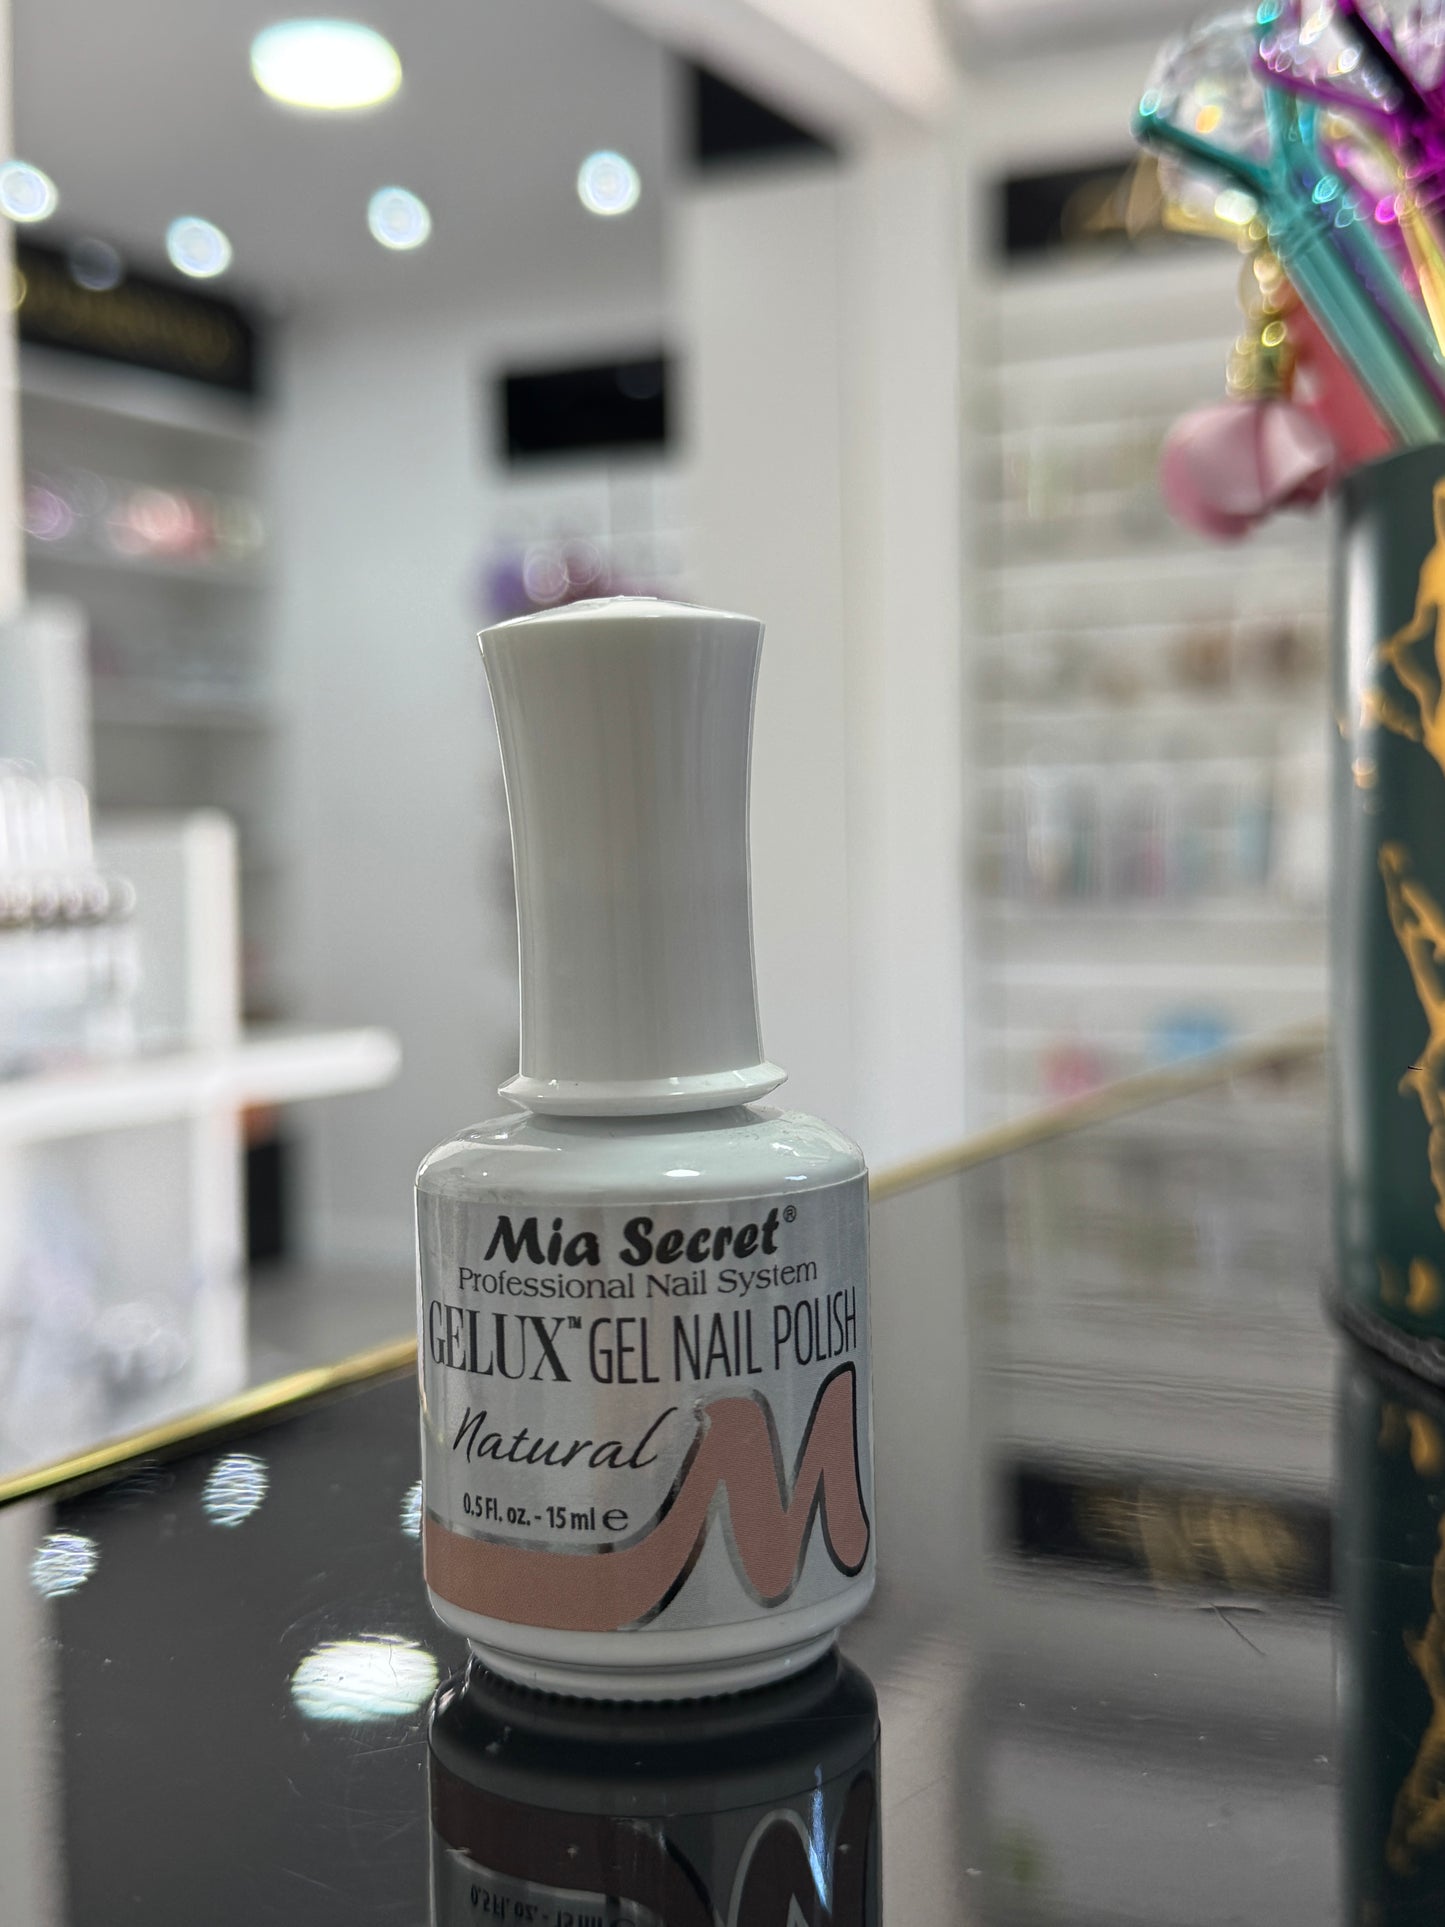 Mia Secret®
Professional Nail System
GELUX™ GEL NAIL POLISH
Natural
0.5 Fl. oz. - 15 ml ℮